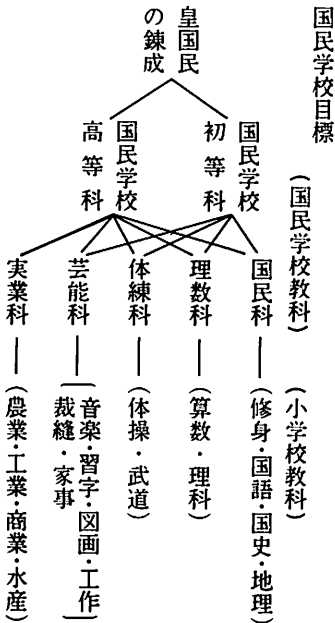 国民学校目標
(国民学校教科)
(小学校教科)
皇国民
の錬成
国民学校
初等科
国民学校
高等科
国民科
(修身・国語・国史・地理)
理数科
(算数・理科)
体練科
(体操・武道)
芸能科
(音楽・習字・図画・工作
裁縫・家事)
実業科
(農業・工業・商業・水産)